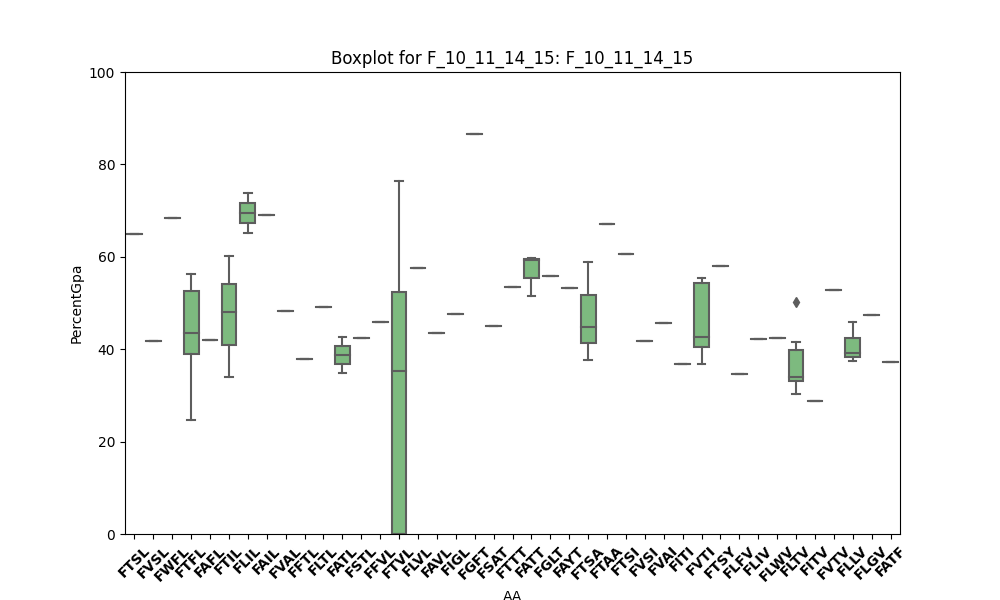 Boxplot for F_10_11_14_15: F_10_11_14_15
100
80
60
40
20
0
PercentGpa
FTSL FVSL FWFL FTFL FAFL FTIL FLIL FAIL FVAL FFTL FLTL FATL FSTL FFVL FTVL FLVL FAVL FIGL FGFT FSAT FTTT FATT FGLT FAYT FTSA FTAA FTSI FVSI FVAI FITI FVTI FTSY FLFV FLIV FLWV FLTV FITV FVTV FLLV FLGV FATF
AA